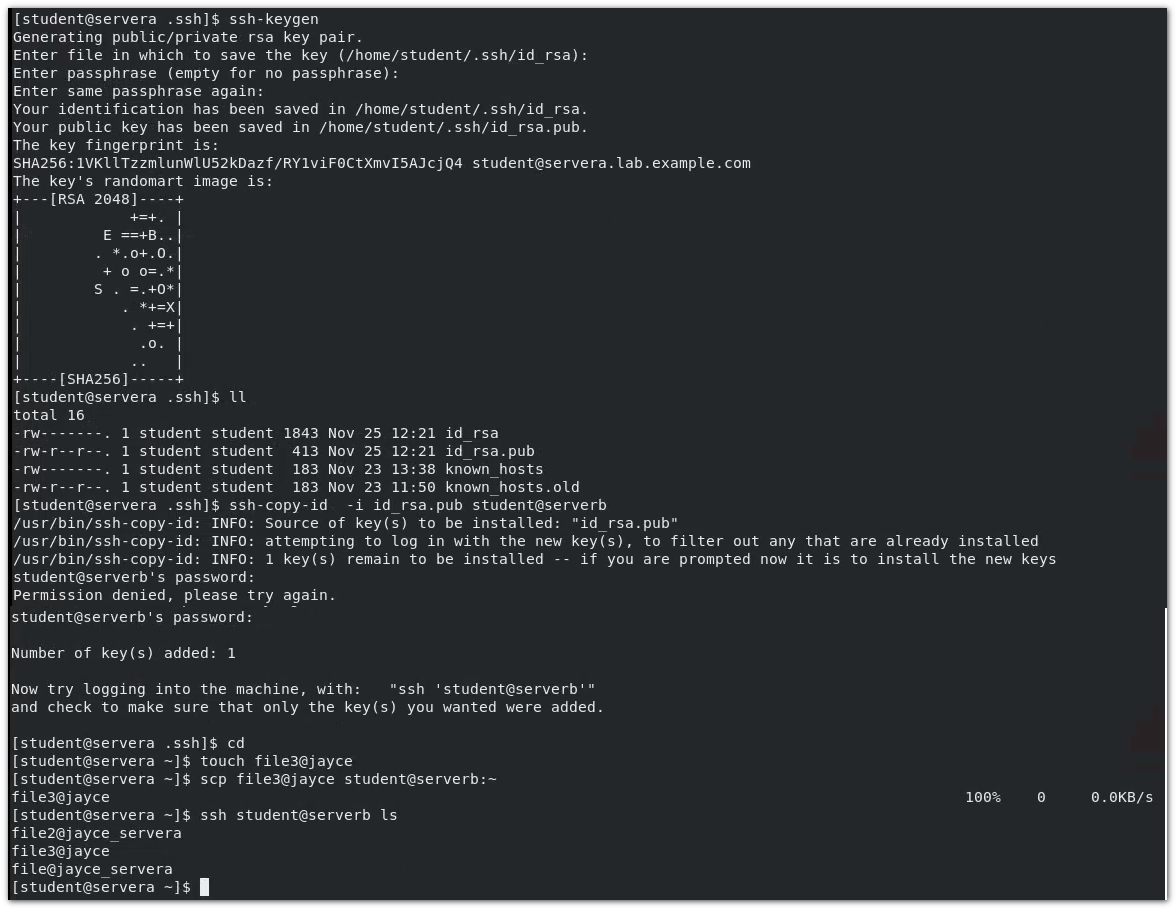 [student@servera .ssh]$ ssh-keygen
Generating public/private rsa key pair.
Enter file in which to save the key (/home/student/.ssh/id_rsa):
Enter passphrase (empty for no passphrase):
Enter same passphrase again:
Your identification has been saved in /home/student/.ssh/id_rsa.
Your public key has been saved in /home/student/.ssh/id_rsa.pub.
The key fingerprint is:
SHA256:1VKllTzzmlunWlU52kDazf/RY1viF0CtXmvI5AJcjQ4 student@servera.lab.example.com
The key's randomart image is:
+---[RSA 2048]----+
|            +=+. |
|         E ==+B..|
|        . *.o+.O.|
|         + o o=.*|
|        S . =.+O*|
|           . *+=X|
|            . +=+|
|             .o. |
|            ..   |
+----[SHA256]-----+
[student@servera .ssh]$ ll
total 16
-rw-------. 1 student student 1843 Nov 25 12:21 id_rsa
-rw-r--r--. 1 student student  413 Nov 25 12:21 id_rsa.pub
-rw-------. 1 student student  183 Nov 23 13:38 known_hosts
-rw-r--r--. 1 student student  183 Nov 23 11:50 known_hosts.old
[student@servera .ssh]$ ssh-copy-id  -i id_rsa.pub student@serverb
/usr/bin/ssh-copy-id: INFO: Source of key(s) to be installed: "id_rsa.pub"
/usr/bin/ssh-copy-id: INFO: attempting to log in with the new key(s), to filter out any that are already installed
/usr/bin/ssh-copy-id: INFO: 1 key(s) remain to be installed -- if you are prompted now it is to install the new keys
student@serverb's password:
Permission denied, please try again.
student@serverb's password:
Number of key(s) added: 1
Now try logging into the machine, with:   "ssh 'student@serverb'"
and check to make sure that only the key(s) you wanted were added.
[student@servera .ssh]$ cd
[student@servera ~]$ touch file3@jayce
[student@servera ~]$ scp file3@jayce student@serverb:~
file3@jayce 100%    0     0.0KB/s
[student@servera ~]$ ssh student@serverb ls
file2@jayce_servera
file3@jayce
file@jayce_servera
[student@servera ~]$